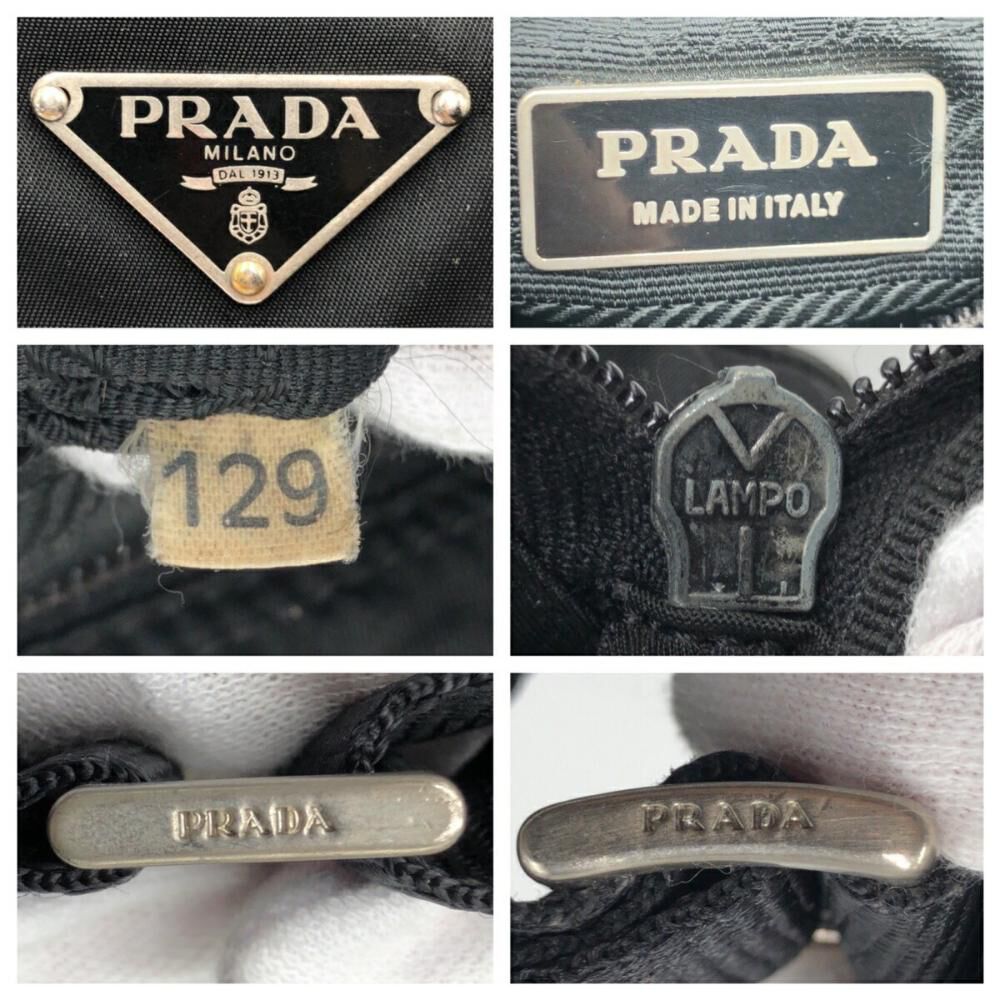 PRADA
MILANO
DAL 1913
PRADA
MADE IN ITALY
129
LAMPO
PRADA
PRADA